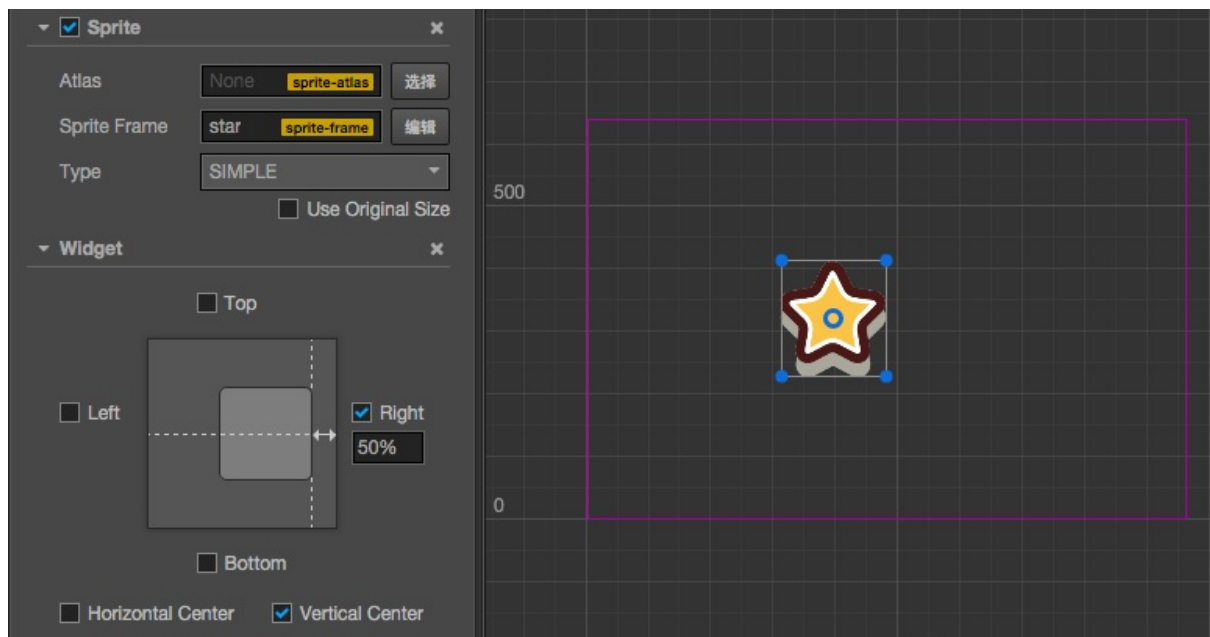 Sprite
Atlas None sprite-atlas 选择
Sprite Frame star sprite-frame 编辑
Type SIMPLE
Use Original Size
Widget
Top
Left
Right
50%
Bottom
Horizontal Center Vertical Center
500
0